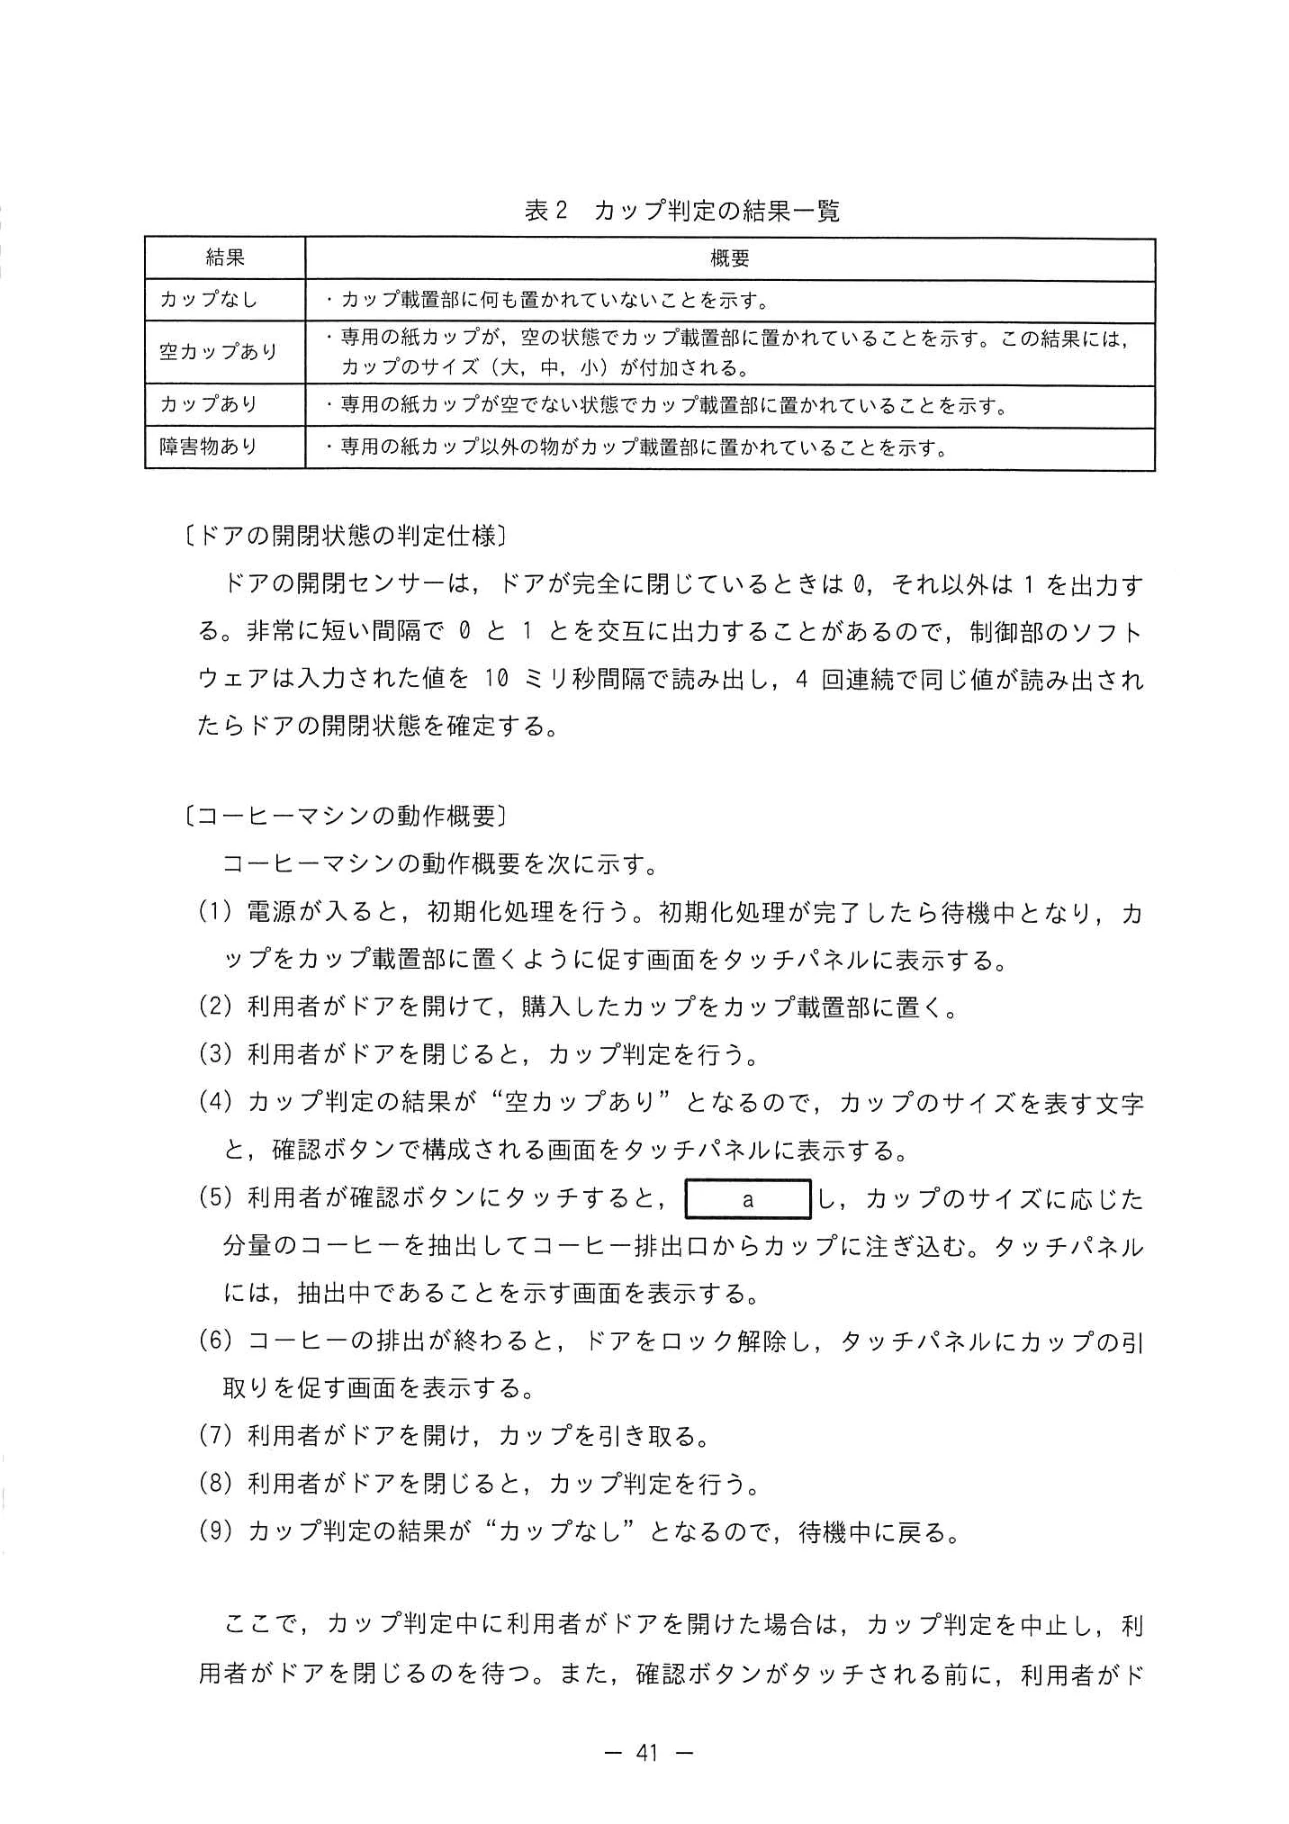 表２　カップ判定の結果一覧
結果　概要
カップなし　・カップ載置部に何も置かれていないことを示す。
空カップあり　・専用の紙カップが，空の状態でカップ載置部に置かれていることを示す。この結果には，
カップのサイズ（大，中，小）が付加される。
カップあり　・専用の紙カップが空でない状態でカップ載置部に置かれていることを示す。
障害物あり　・専用の紙カップ以外の物がカップ載置部に置かれていることを示す。
〔ドアの開閉状態の判定仕様〕
ドアの開閉センサーは，ドアが完全に閉じているときは 0，それ以外は 1 を出力す
る。非常に短い間隔で 0 と 1 とを交互に出力することがあるので，制御部のソフト
ウェアは入力された値を 10 ミリ秒間隔で読み出し，4 回連続で同じ値が読み出され
たらドアの開閉状態を確定する。
〔コーヒーマシンの動作概要〕
コーヒーマシンの動作概要を次に示す。
(1) 電源が入ると，初期化処理を行う。初期化処理が完了したら待機中となり，カ
ップをカップ載置部に置くように促す画面をタッチパネルに表示する。
(2) 利用者がドアを開けて，購入したカップをカップ載置部に置く。
(3) 利用者がドアを閉じると，カップ判定を行う。
(4) カップ判定の結果が“空カップあり”となるので，カップのサイズを表す文字
と，確認ボタンで構成される画面をタッチパネルに表示する。
(5) 利用者が確認ボタンにタッチすると， a し，カップのサイズに応じた
分量のコーヒーを抽出してコーヒー排出口からカップに注ぎ込む。タッチパネル
には，抽出中であることを示す画面を表示する。
(6) コーヒーの排出が終わると，ドアをロック解除し，タッチパネルにカップの引
取りを促す画面を表示する。
(7) 利用者がドアを開け，カップを引き取る。
(8) 利用者がドアを閉じると，カップ判定を行う。
(9) カップ判定の結果が“カップなし”となるので，待機中に戻る。
ここで，カップ判定中に利用者がドアを開けた場合は，カップ判定を中止し，利
用者がドアを閉じるのを待つ。また，確認ボタンがタッチされる前に，利用者がド
－ 41 －